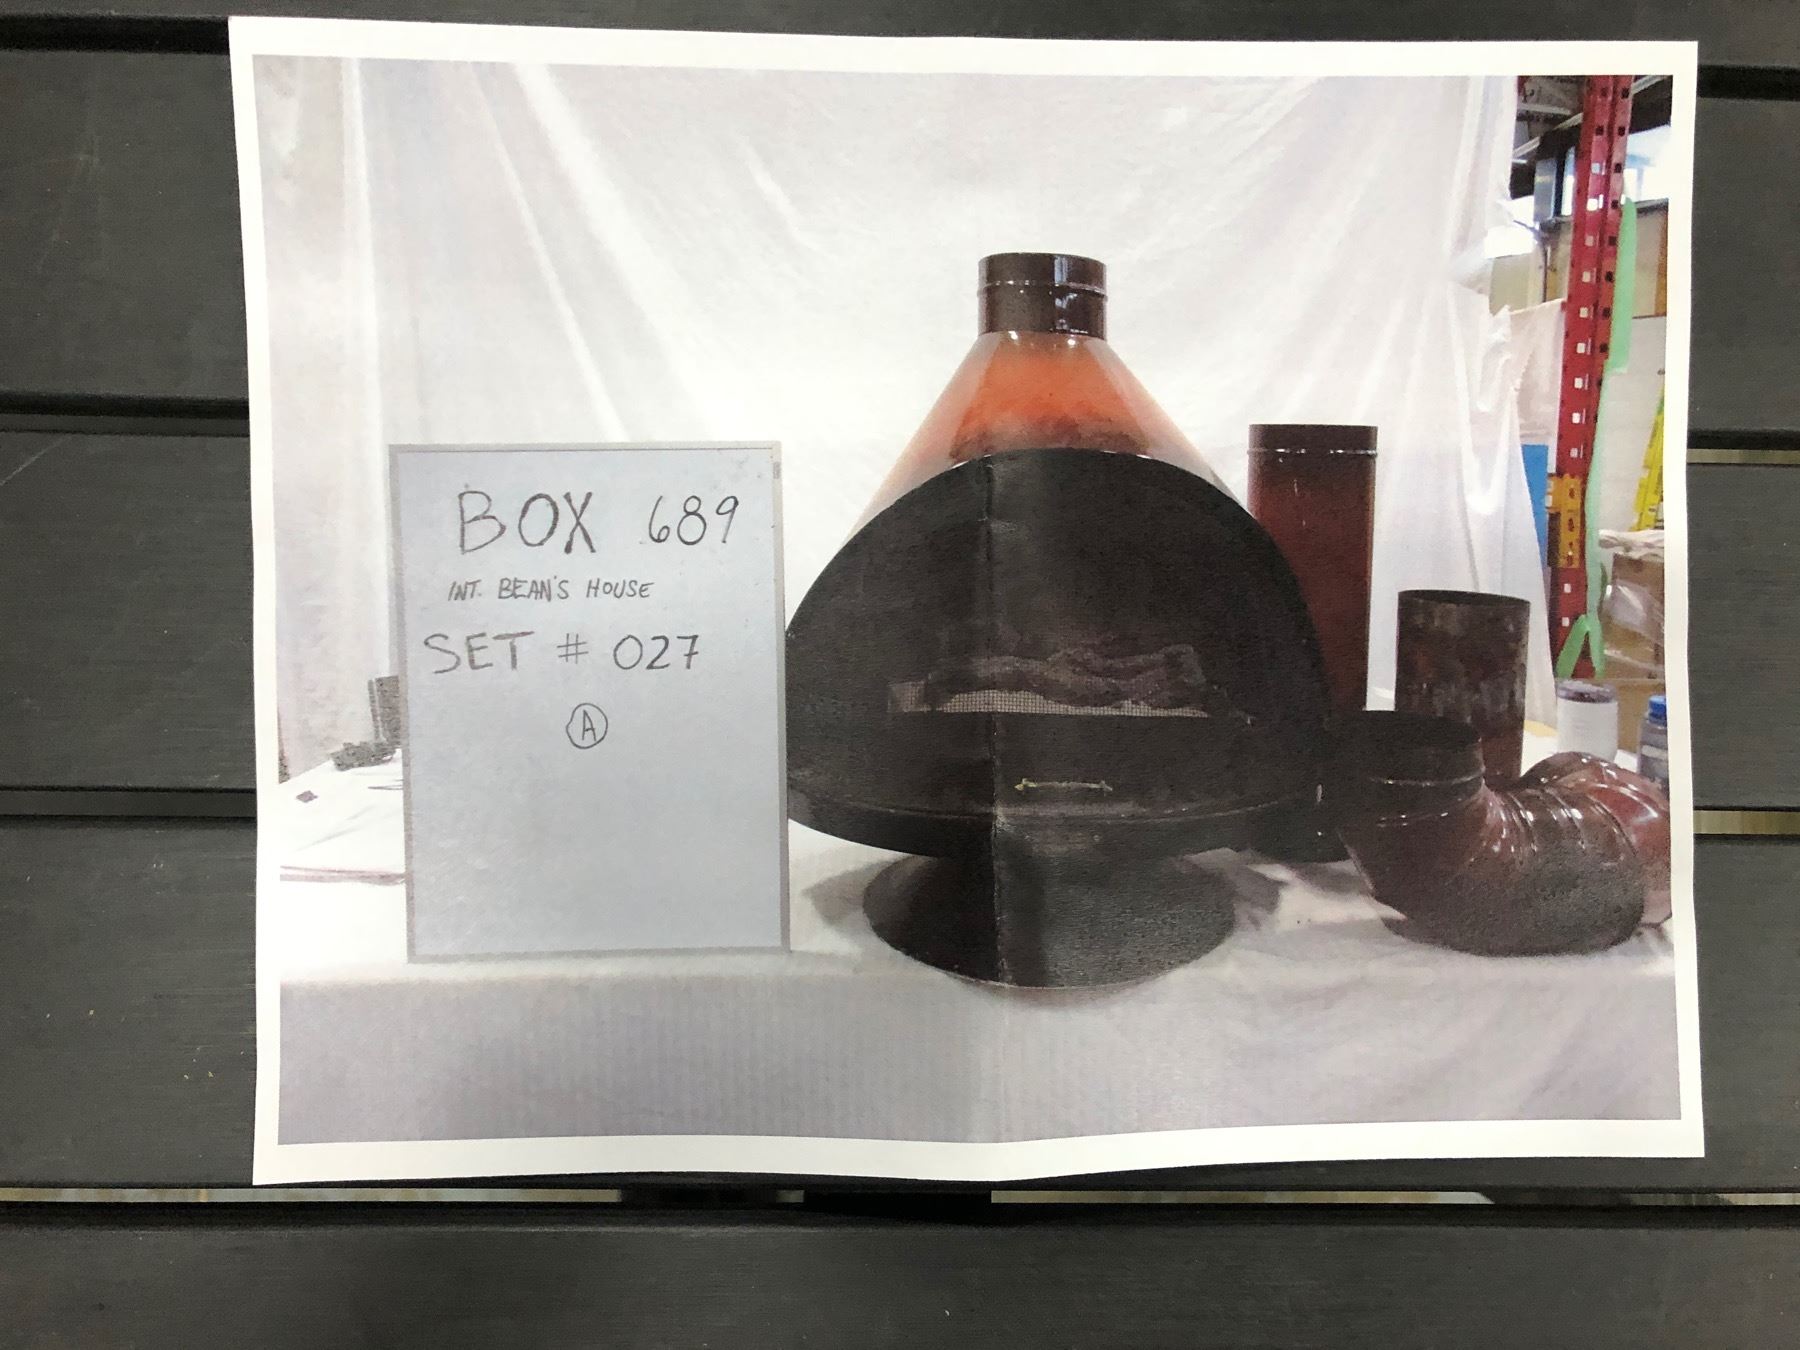 BOX 689
INT. BEAN'S HOUSE
SET # 027
A